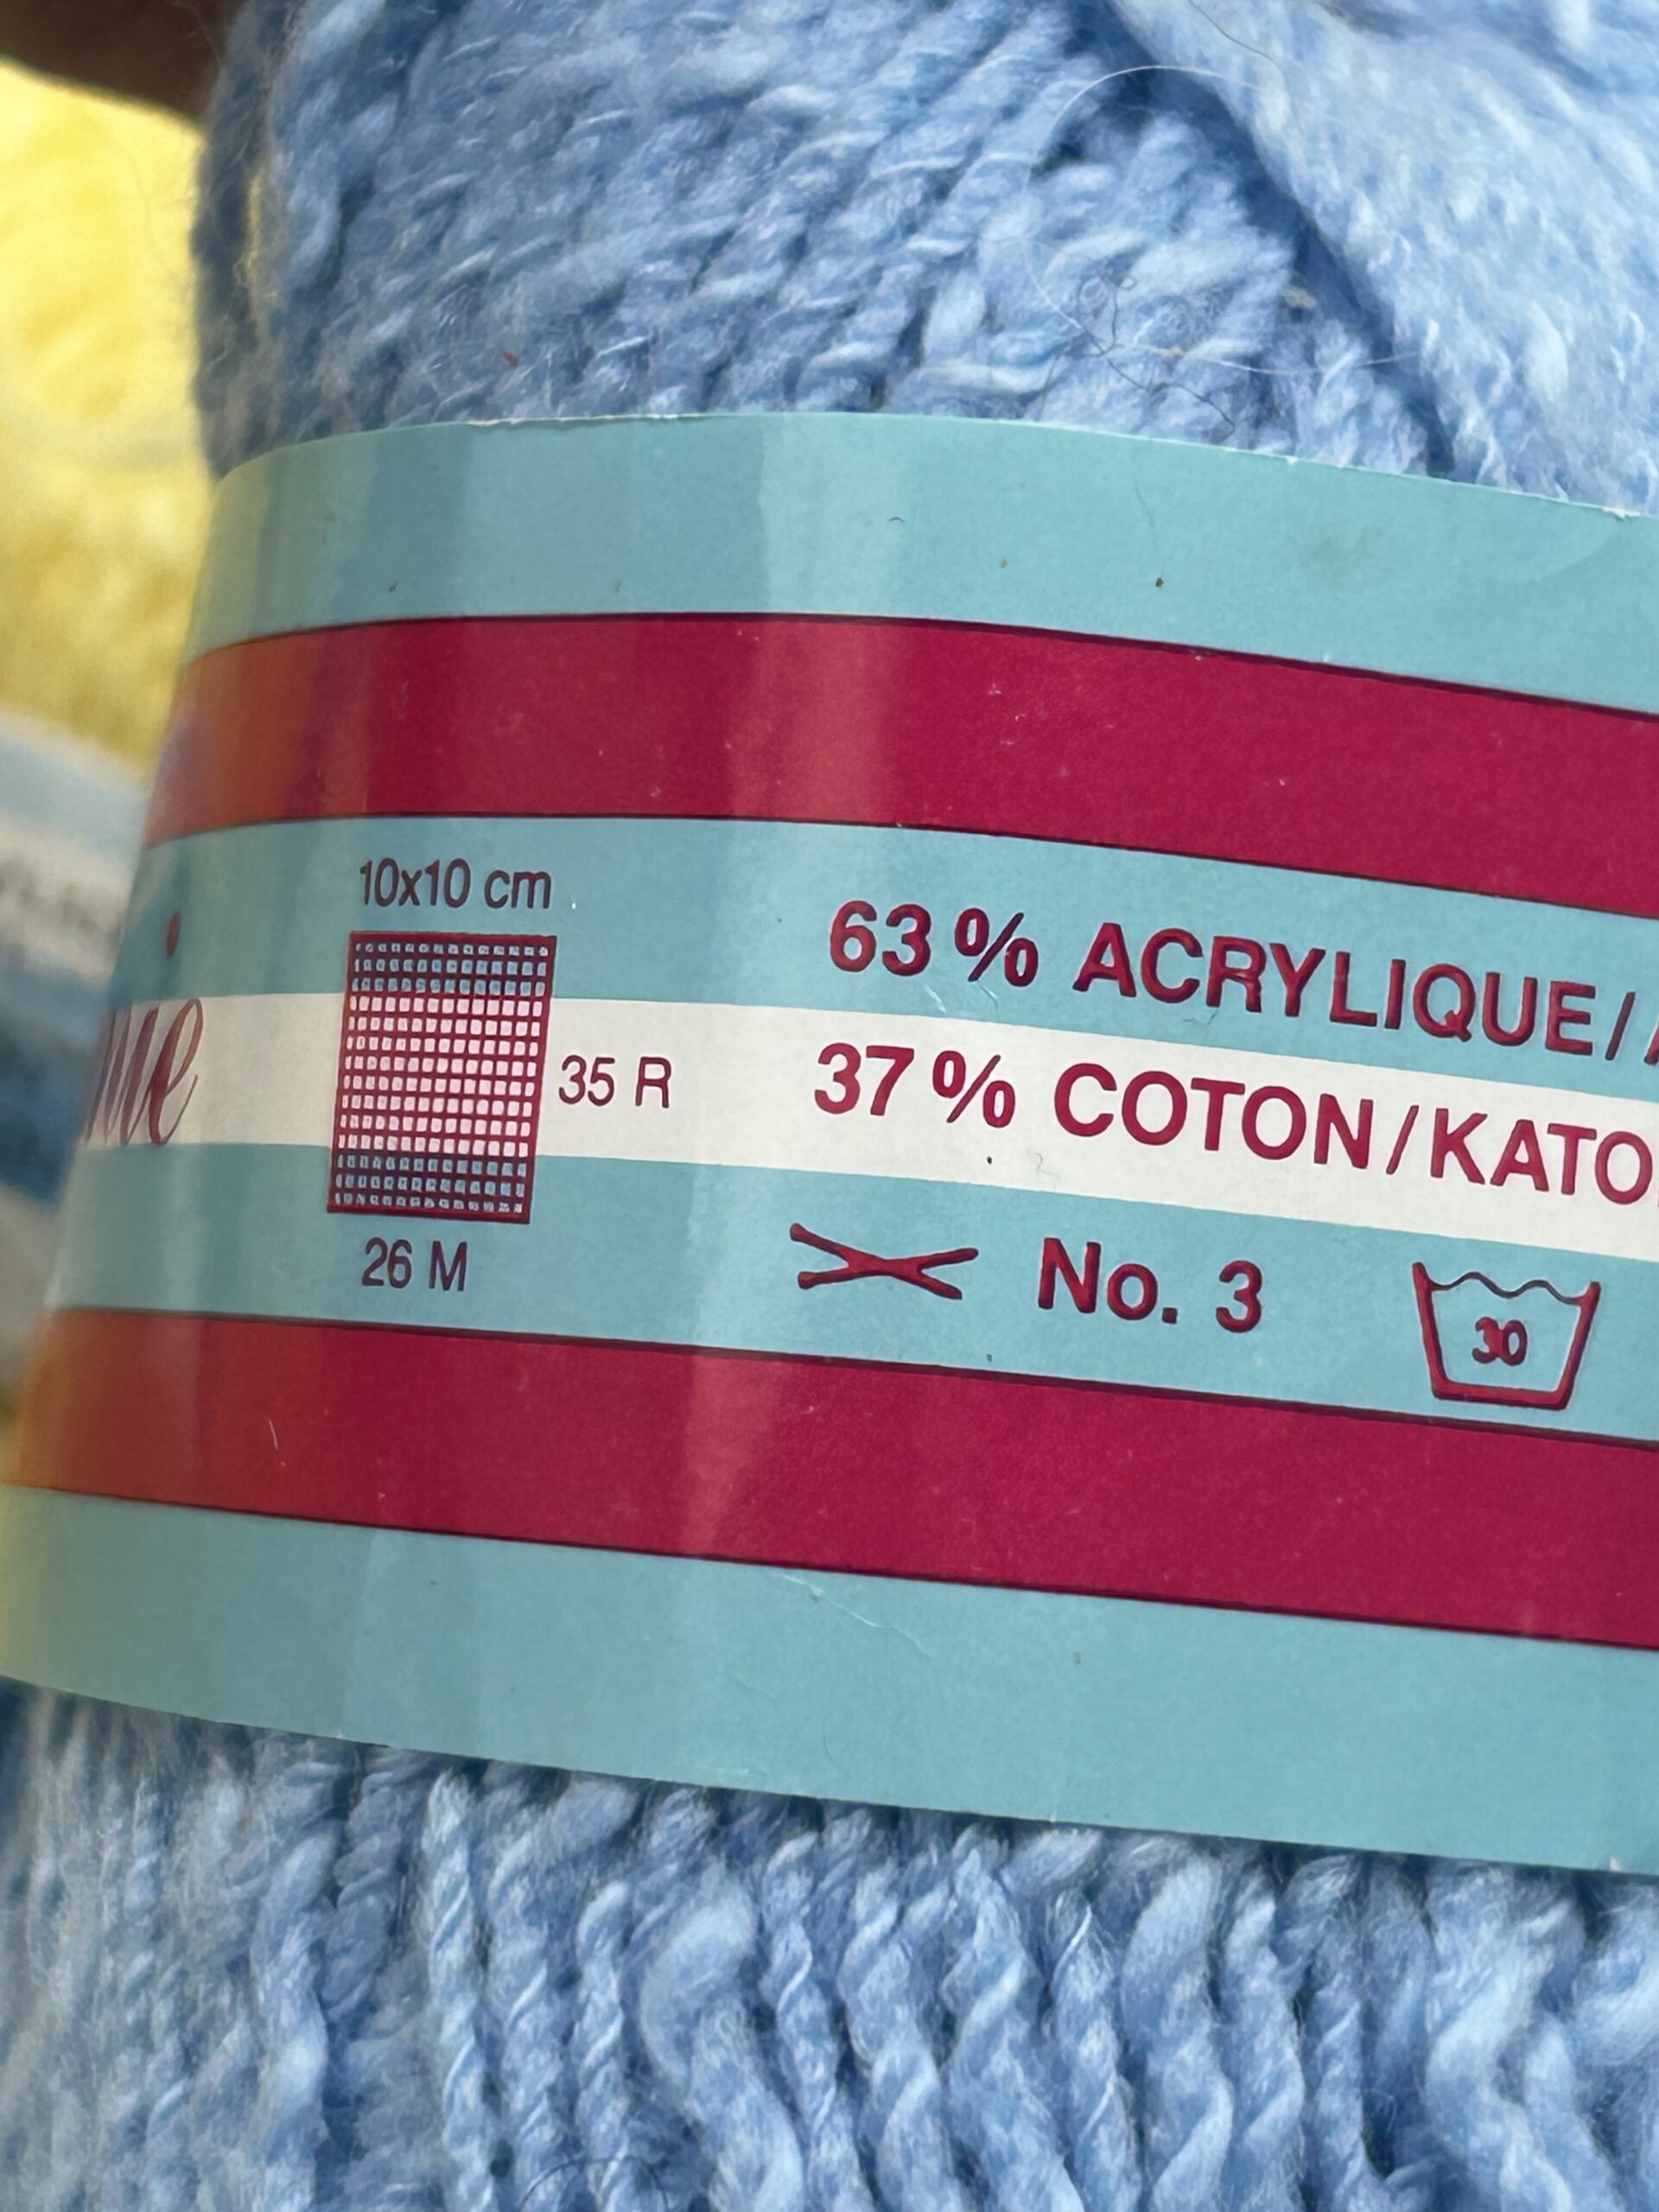 10x10 cm
35 R
26 M
63% ACRYLIQUE/
37% COTON/KATO
No. 3
30